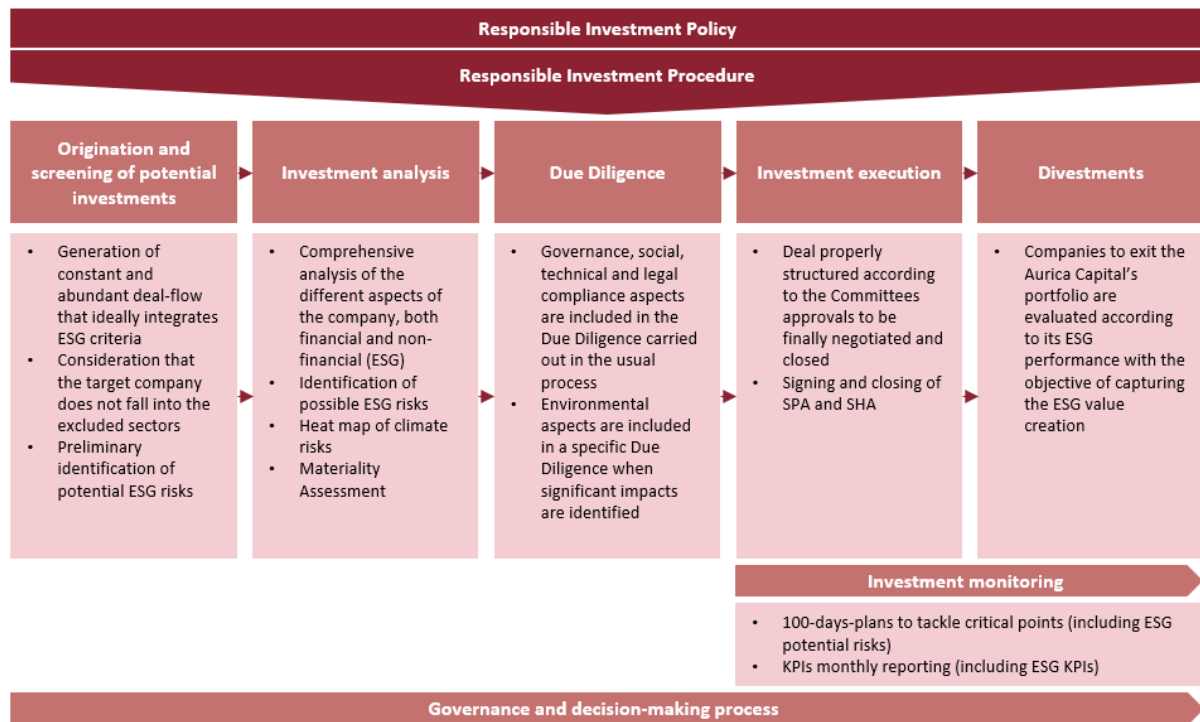 Responsible Investment Policy
Responsible Investment Procedure
Origination and
screening of potential
investments
• Generation of
constant and
abundant deal-flow
that ideally integrates
ESG criteria
• Consideration that
the target company
does not fall into the
excluded sectors
• Preliminary
identification of
potential ESG risks
Investment analysis
• Comprehensive
analysis of the
different aspects of
the company, both
financial and non-
financial (ESG)
• Identification of
possible ESG risks
• Heat map of climate
risks
• Materiality
Assessment
Due Diligence
• Governance, social,
technical and legal
compliance aspects
are included in the
Due Diligence carried
out in the usual
process
• Environmental
aspects are included
in a specific Due
Diligence when
significant impacts
are identified
Investment execution
• Deal properly
structured according
to the Committees
approvals to be
finally negotiated and
closed
• Signing and closing of
SPA and SHA
Divestments
• Companies to exit the
Aurica Capital’s
portfolio are
evaluated according
to its ESG
performance with the
objective of capturing
the ESG value
creation
Investment monitoring
• 100-days-plans to tackle critical points (including ESG
potential risks)
• KPIs monthly reporting (including ESG KPIs)
Governance and decision-making process